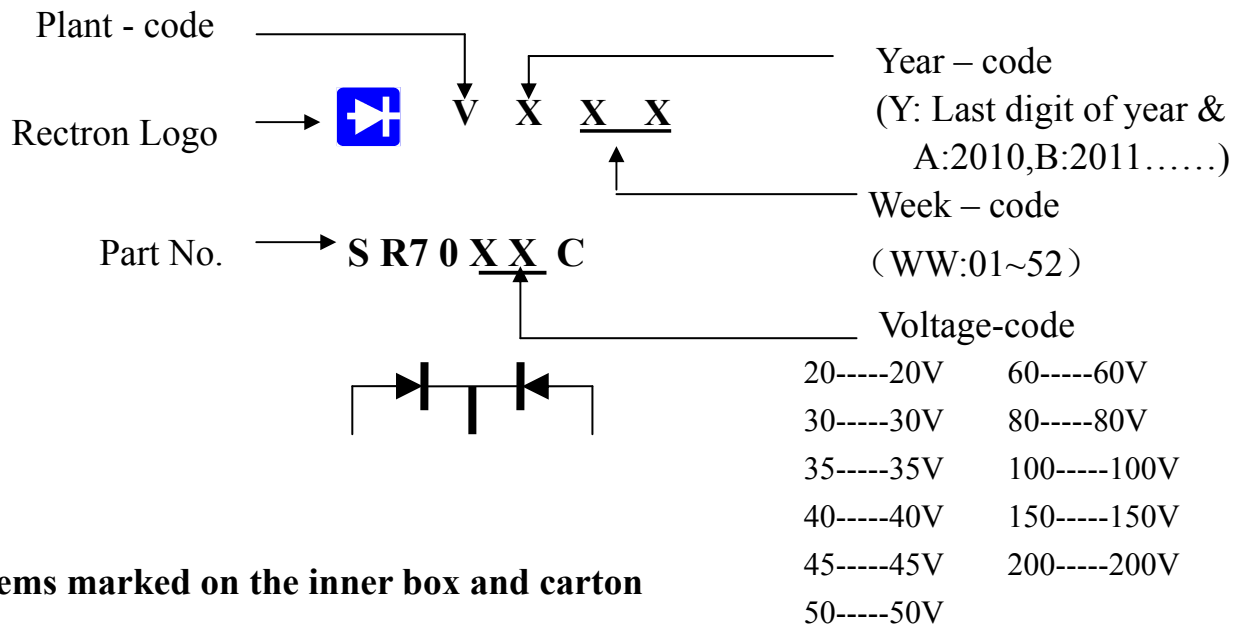 Plant - code
Rectron Logo
V X X X
Year – code
(Y: Last digit of year &
A:2010,B:2011……)
Week – code
（WW:01~52）
Part No.
S R7 0 X X C
Voltage-code
20-----20V 60-----60V
30-----30V 80-----80V
35-----35V 100-----100V
40-----40V 150-----150V
45-----45V 200-----200V
50-----50V
ems marked on the inner box and carton